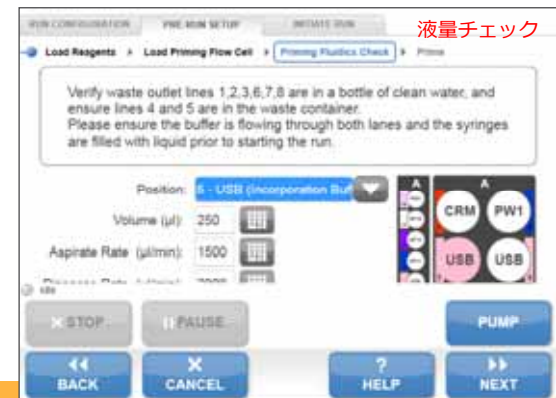 RUN CONFIGURATION PRE-RUN SETUP INITIATE RUN
液量チェック
Load Reagents Load Priming Flow Cell Priming Fluidics Check Prime
Verify waste outlet lines 1,2,3,6,7,8 are in a bottle of clean water, and
ensure lines 4 and 5 are in the waste container.
Please ensure the buffer is flowing through both lanes and the syringes
are filled with liquid prior to starting the run.
Position: 5 - USB (Incorporation Buf
Volume (µl): 250
Aspirate Rate (µl/min): 1500
A A
CRM PW1
USB USB
Idle
STOP PAUSE PUMP
BACK CANCEL ? HELP NEXT